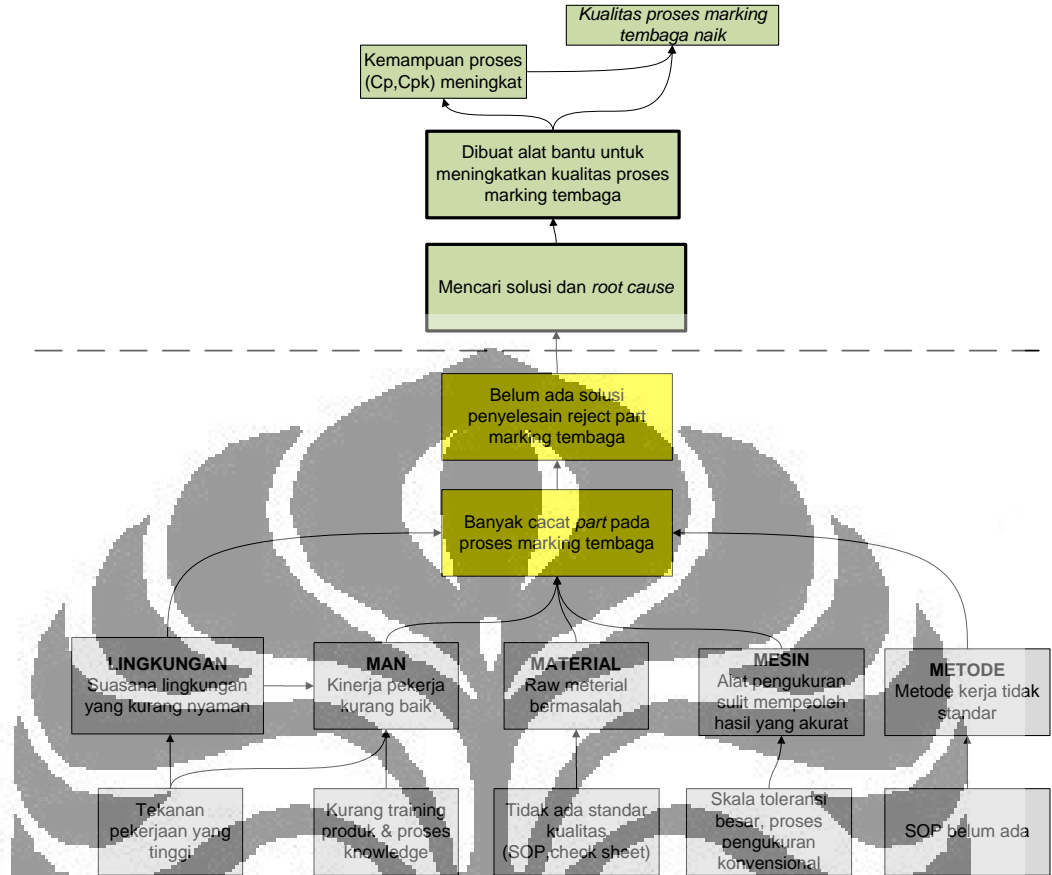 Kualitas proses marking
tembaga naik
Kemampuan proses
(Cp,Cpk) meningkat
Dibuat alat bantu untuk
meningkatkan kualitas proses
marking tembaga
Mencari solusi dan root cause
Belum ada solusi
penyelesain reject part
marking tembaga
Banyak cacat part pada
proses marking tembaga
LINGKUNGAN
Suasana lingkungan
yang kurang nyaman
MAN
Kinerja pekerja
kurang baik
MATERIAL
Raw meterial
bermasalah
MESIN
Alat pengukuran
sulit mempeoleh
hasil yang akurat
METODE
Metode kerja tidak
standar
Tekanan
pekerjaan yang
tinggi
Kurang training
produk & proses
knowledge
Tidak ada standar
kualitas
(SOP,check sheet)
Skala toleransi
besar, proses
pengukuran
konvensional
SOP belum ada